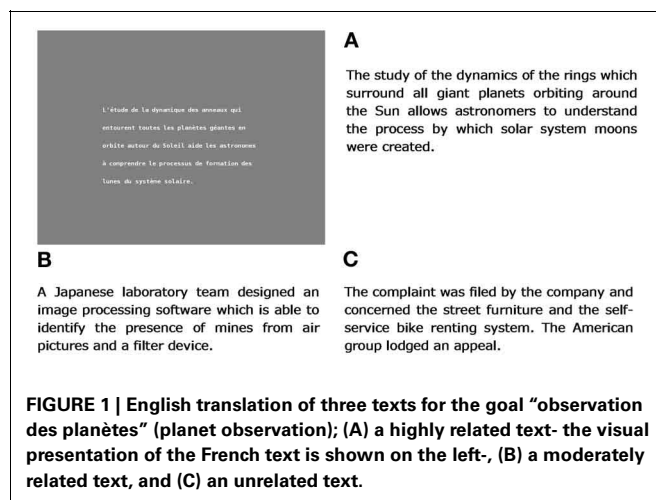 L'étude de la dynamique des anneaux qui
entourent toutes les planètes géantes en
orbite autour du Soleil aide les astronomes
à comprendre le processus de formation des
lunes du système solaire.
A
The study of the dynamics of the rings which
surround all giant planets orbiting around
the Sun allows astronomers to understand
the process by which solar system moons
were created.
B
A Japanese laboratory team designed an
image processing software which is able to
identify the presence of mines from air
pictures and a filter device.
C
The complaint was filed by the company and
concerned the street furniture and the self-
service bike renting system. The American
group lodged an appeal.
FIGURE 1 | English translation of three texts for the goal “observation
des planètes” (planet observation); (A) a highly related text- the visual
presentation of the French text is shown on the left-, (B) a moderately
related text, and (C) an unrelated text.